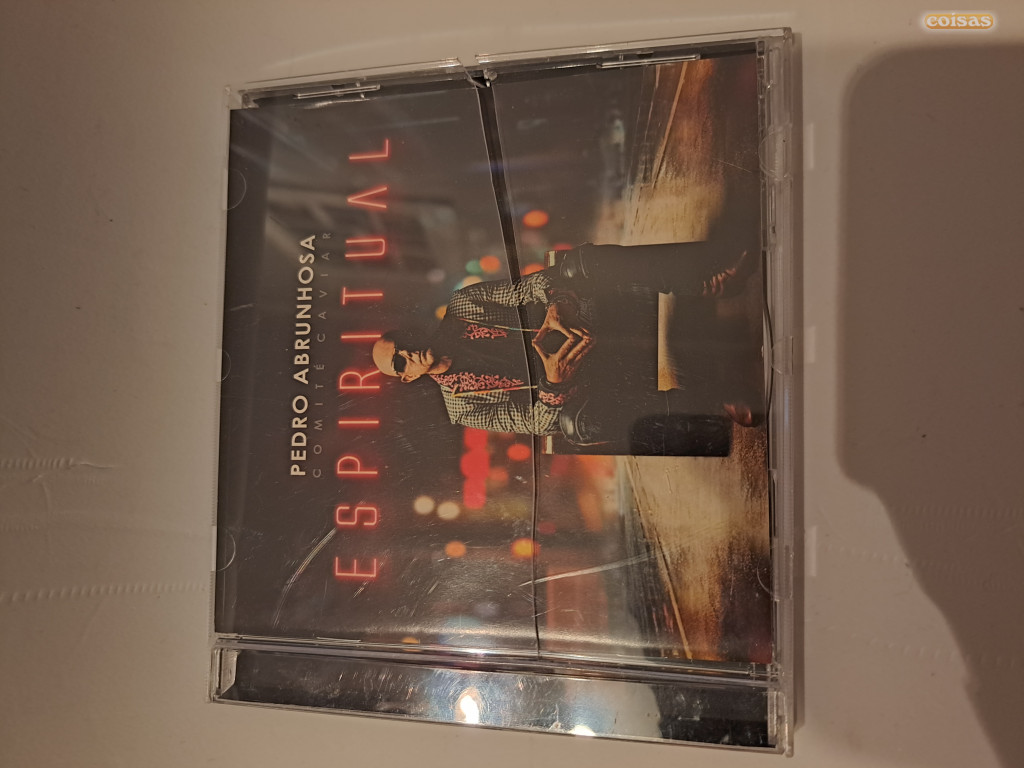 coisas
PEDRO ABRUNHOSA
COMITÉ CAVIAR
ESPIRITUAL